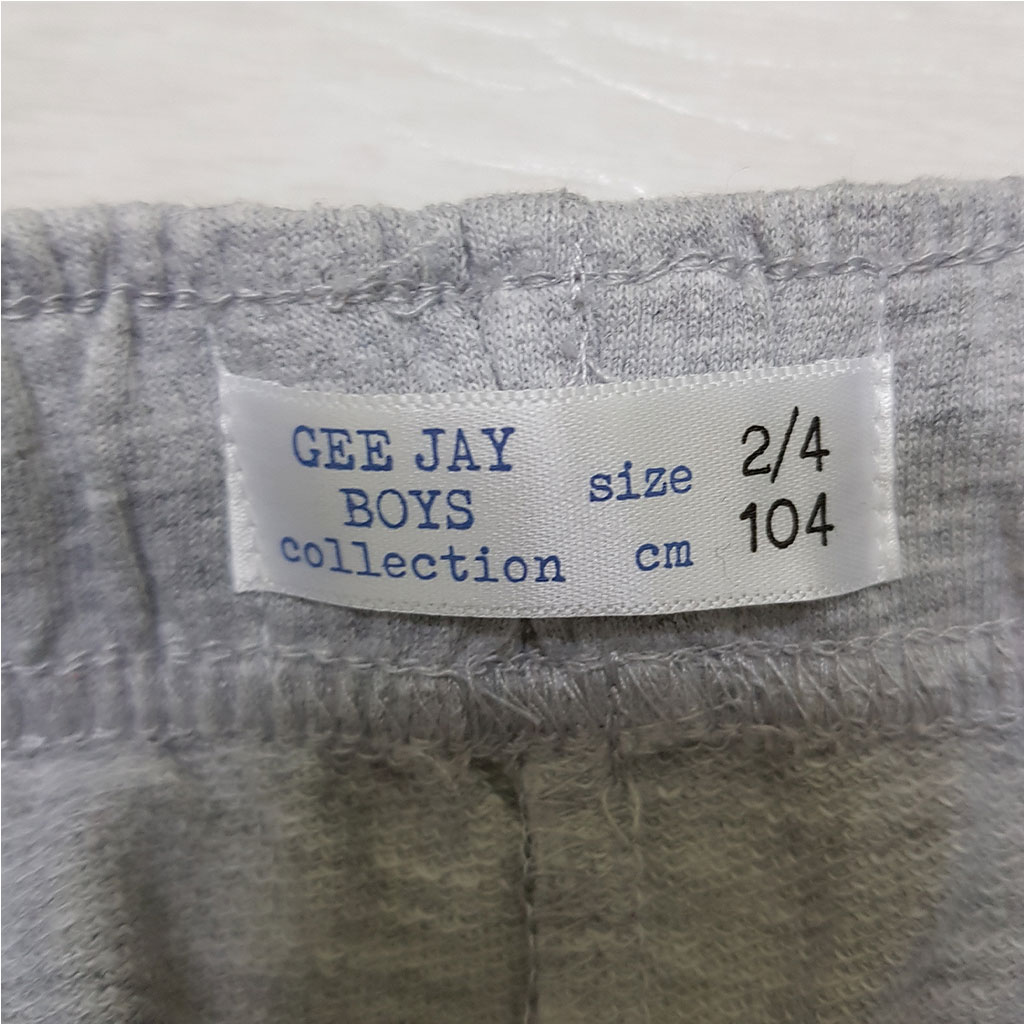 GEE JAY
BOYS
collection
size 2/4
cm 104